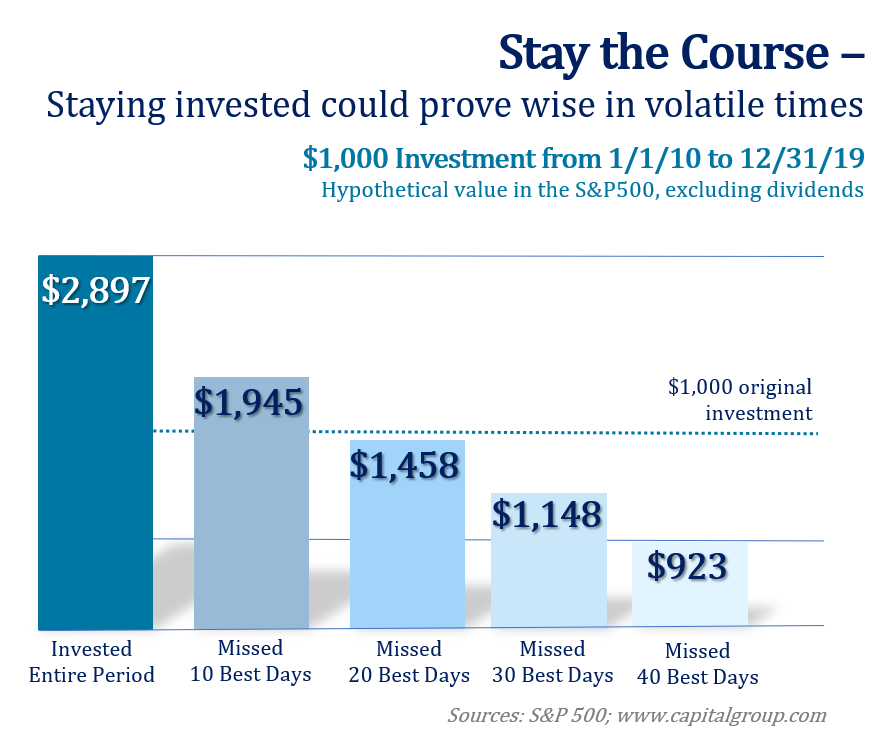 Stay the Course –
Staying invested could prove wise in volatile times
$1,000 Investment from 1/1/10 to 12/31/19
Hypothetical value in the S&P500, excluding dividends
$2,897
$1,945
$1,458
$1,148
$923
$1,000 original
investment
Invested
Entire Period
Missed
10 Best Days
Missed
20 Best Days
Missed
30 Best Days
Missed
40 Best Days
Sources: S&P 500; www.capitalgroup.com